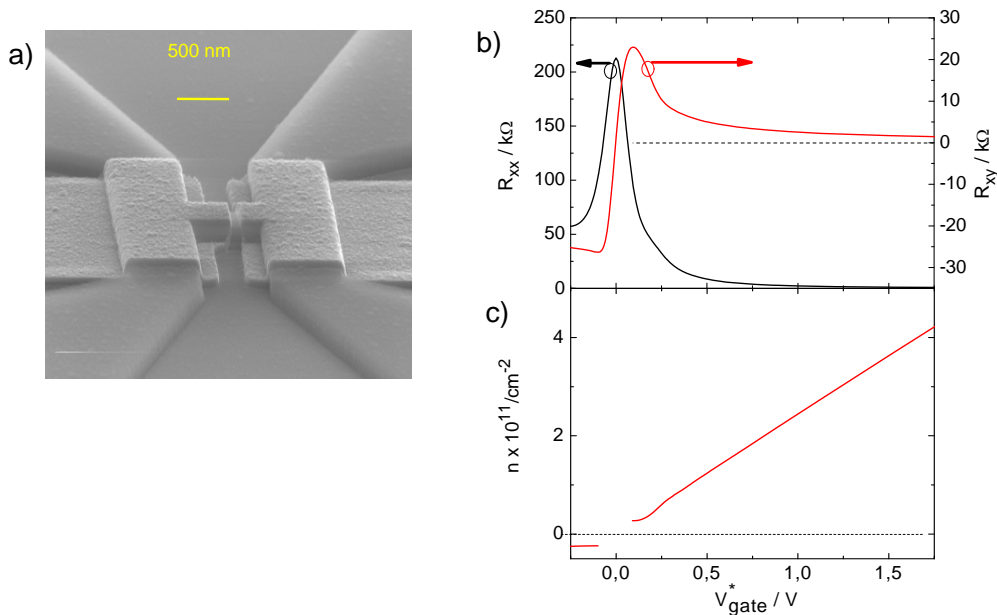 a)
500 nm
b)
250
200
150
100
50
0
R_xx / kΩ
30
20
10
0
-10
-20
-30
R_xy / kΩ
c)
4
2
0
n x 10^11/cm^-2
0,0 0,5 1,0 1,5
V*_gate / V